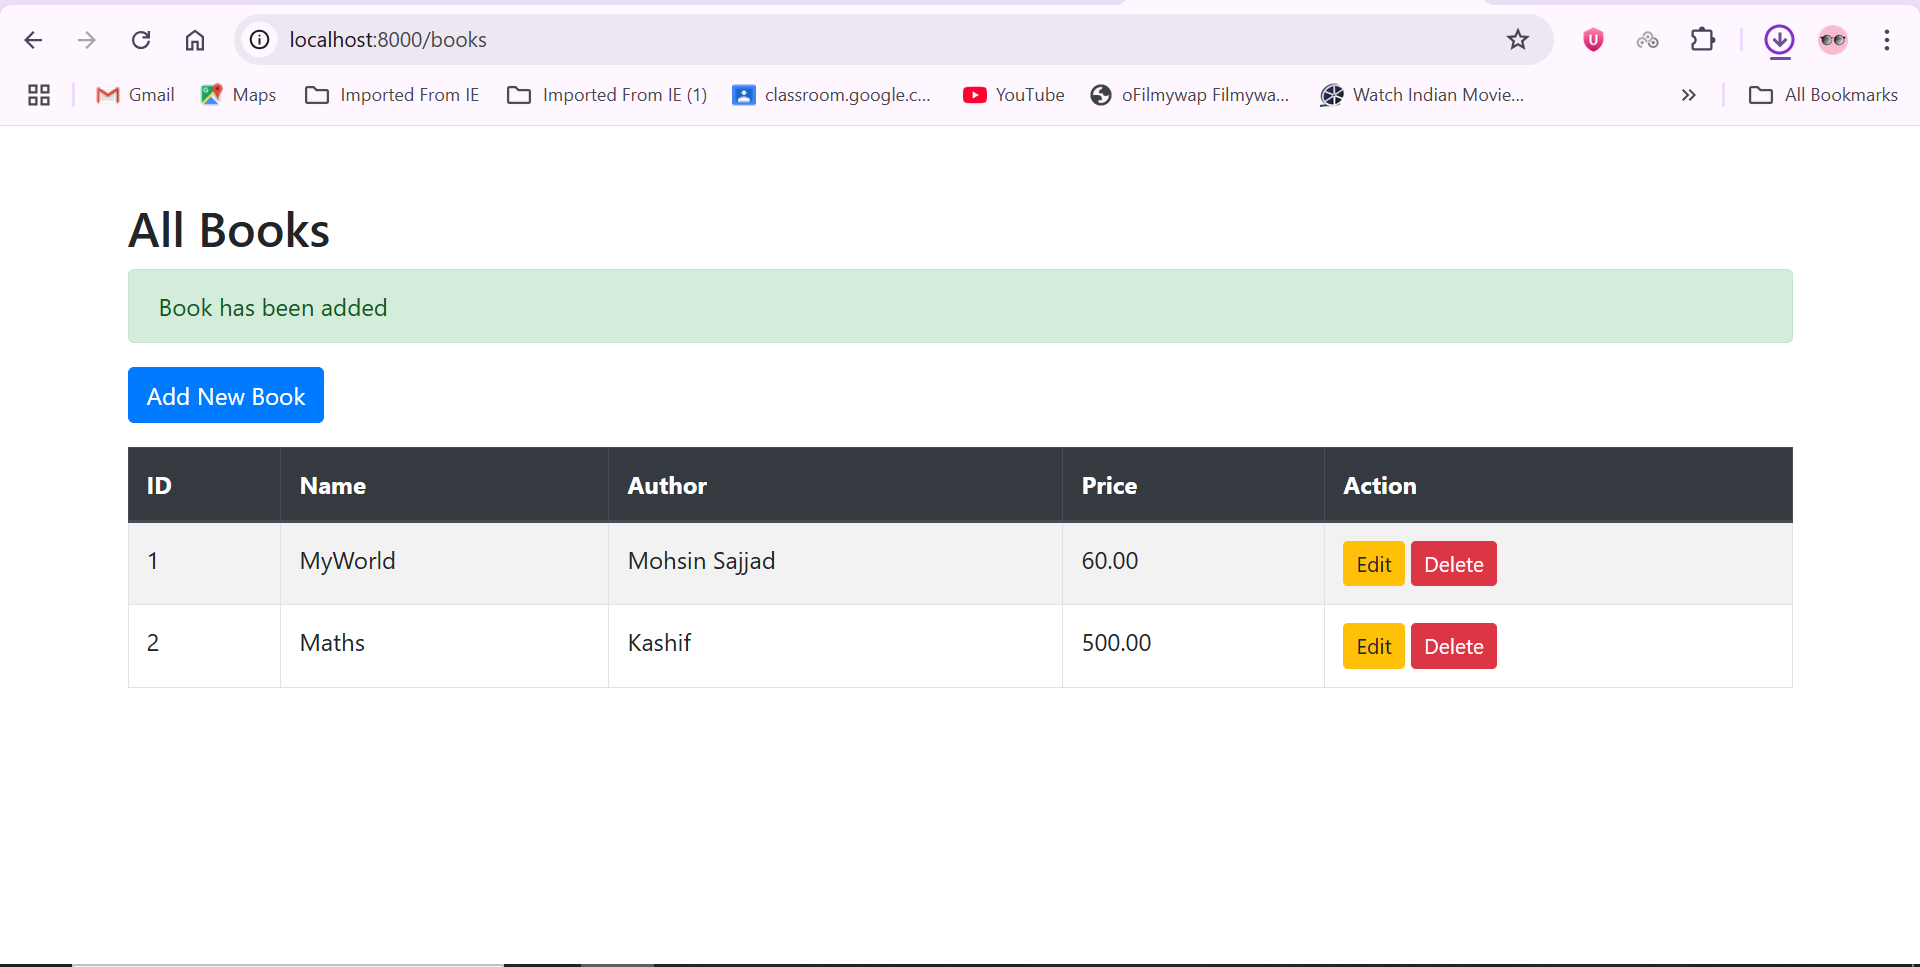 localhost:8000/books
Gmail Maps Imported From IE Imported From IE (1) classroom.google.c... YouTube oFilmywap Filmywa... Watch Indian Movie... » All Bookmarks
All Books
Book has been added
Add New Book
ID Name Author Price Action
1 MyWorld Mohsin Sajjad 60.00 Edit Delete
2 Maths Kashif 500.00 Edit Delete